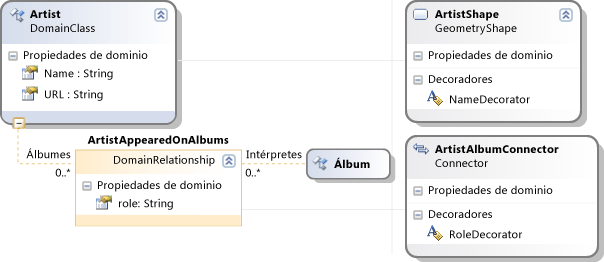 Artist
DomainClass
Propiedades de dominio
Name : String
URL : String
ArtistAppearedOnAlbums
Álbumes
0..*
DomainRelationship
Propiedades de dominio
role: String
Intérpretes
0..*
Álbum
ArtistShape
GeometryShape
Propiedades de dominio
Decoradores
NameDecorator
ArtistAlbumConnector
Connector
Propiedades de dominio
Decoradores
RoleDecorator